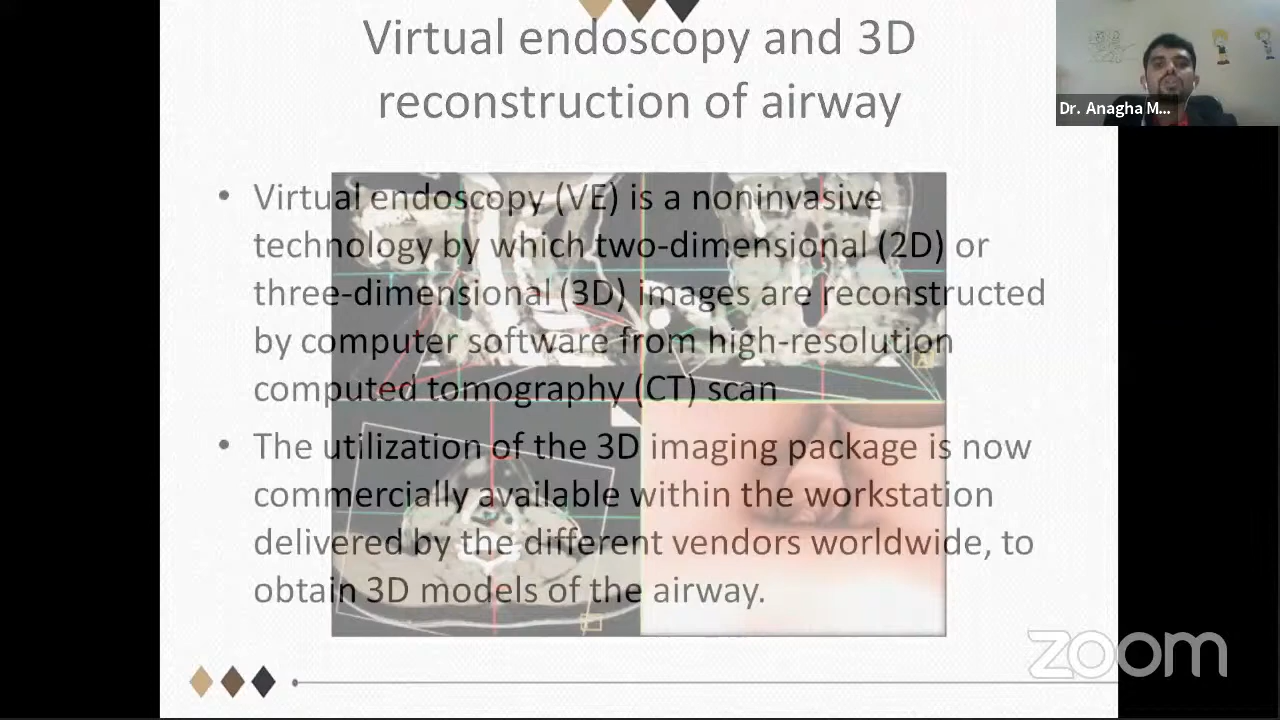 Virtual endoscopy and 3D
reconstruction of airway
Dr. Anagha M...
• Virtual endoscopy (VE) is a noninvasive
technology by which two-dimensional (2D) or
three-dimensional (3D) images are reconstructed
by computer software from high-resolution
computed tomography (CT) scan
• The utilization of the 3D imaging package is now
commercially available within the workstation
delivered by the different vendors worldwide, to
obtain 3D models of the airway.
zoom